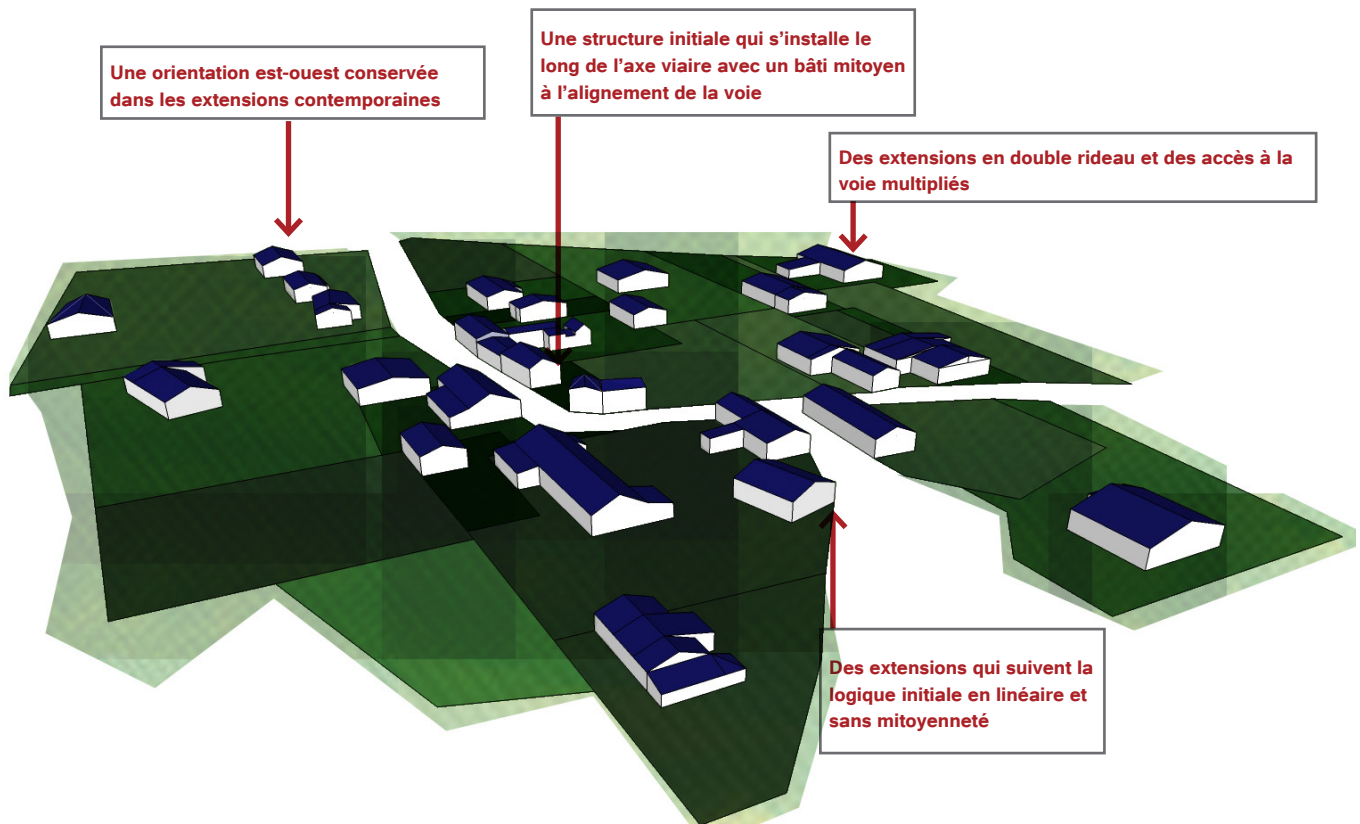 Une orientation est-ouest conservée
dans les extensions contemporaines
Une structure initiale qui s’installe le
long de l’axe viaire avec un bâti mitoyen
à l’alignement de la voie
Des extensions en double rideau et des accès à la
voie multipliés
Des extensions qui suivent la
logique initiale en linéaire et
sans mitoyenneté